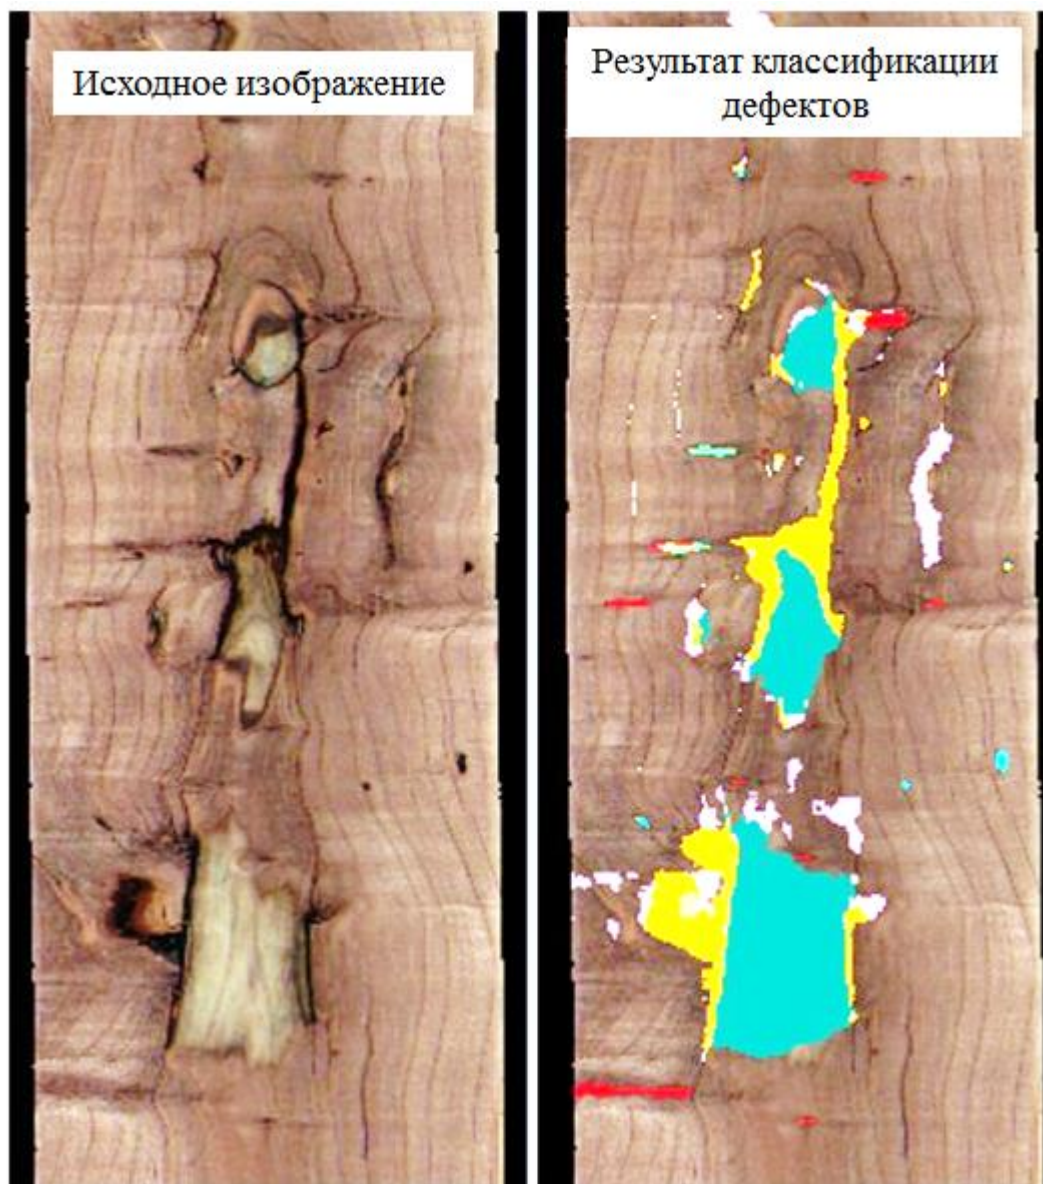 Исходное изображение
Результат классификации
дефектов